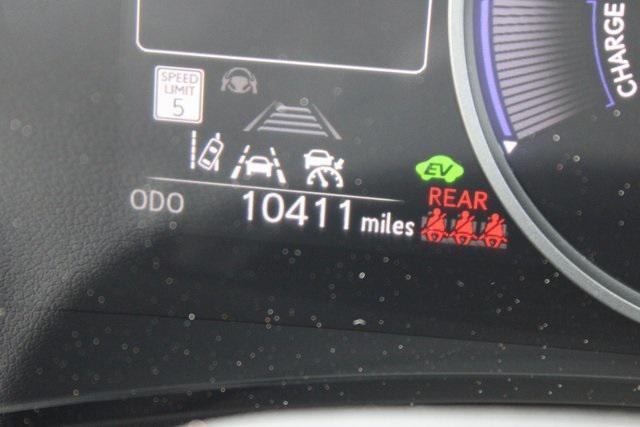 CHARGE
SPEED
LIMIT
5
EV
REAR
ODO 10411 miles